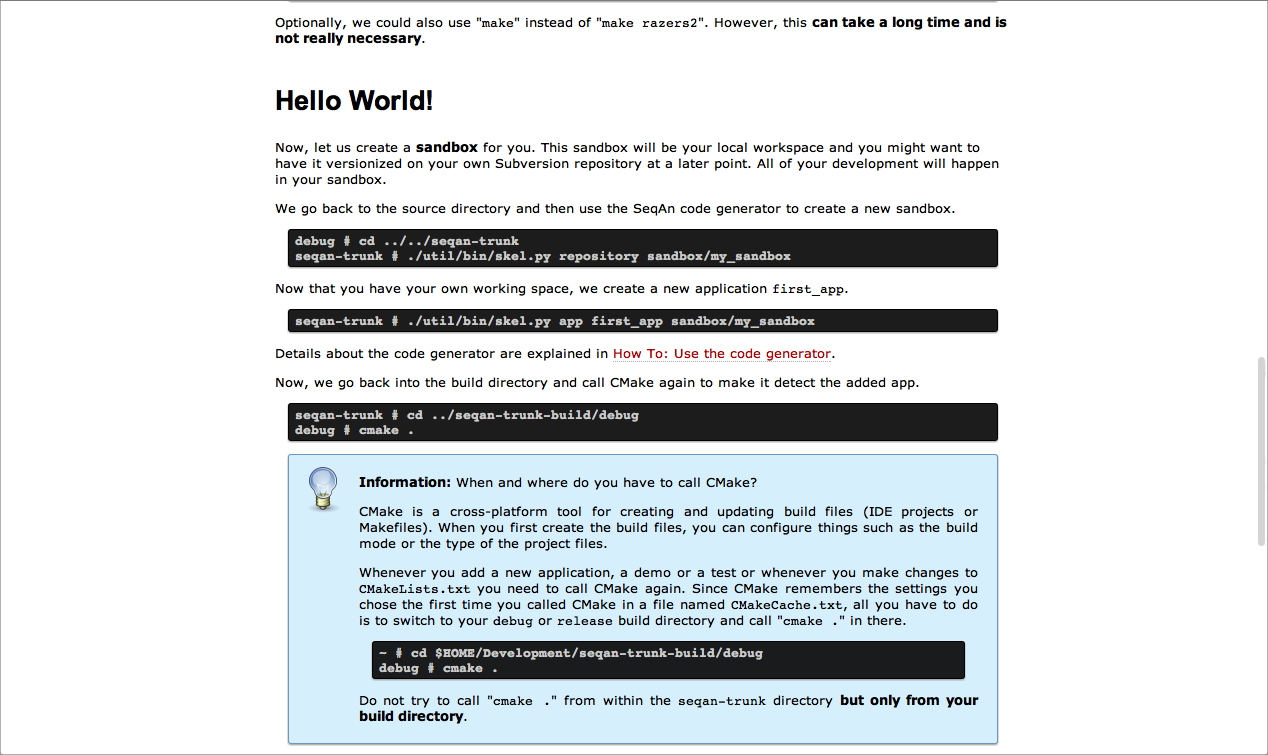 Optionally, we could also use "make" instead of "make razers2". However, this can take a long time and is
not really necessary.
Hello World!
Now, let us create a sandbox for you. This sandbox will be your local workspace and you might want to
have it versionized on your own Subversion repository at a later point. All of your development will happen
in your sandbox.
We go back to the source directory and then use the SeqAn code generator to create a new sandbox.
debug # cd ../../seqan-trunk
seqan-trunk # ./util/bin/skel.py repository sandbox/my_sandbox
Now that you have your own working space, we create a new application first_app.
seqan-trunk # ./util/bin/skel.py app first_app sandbox/my_sandbox
Details about the code generator are explained in How To: Use the code generator.
Now, we go back into the build directory and call CMake again to make it detect the added app.
seqan-trunk # cd ../seqan-trunk-build/debug
debug # cmake .
Information: When and where do you have to call CMake?
CMake is a cross-platform tool for creating and updating build files (IDE projects or
Makefiles). When you first create the build files, you can configure things such as the build
mode or the type of the project files.
Whenever you add a new application, a demo or a test or whenever you make changes to
CMakeLists.txt you need to call CMake again. Since CMake remembers the settings you
chose the first time you called CMake in a file named CMakeCache.txt, all you have to do
is to switch to your debug or release build directory and call "cmake ." in there.
~ # cd $HOME/Development/seqan-trunk-build/debug
debug # cmake .
Do not try to call "cmake ." from within the seqan-trunk directory but only from your
build directory.